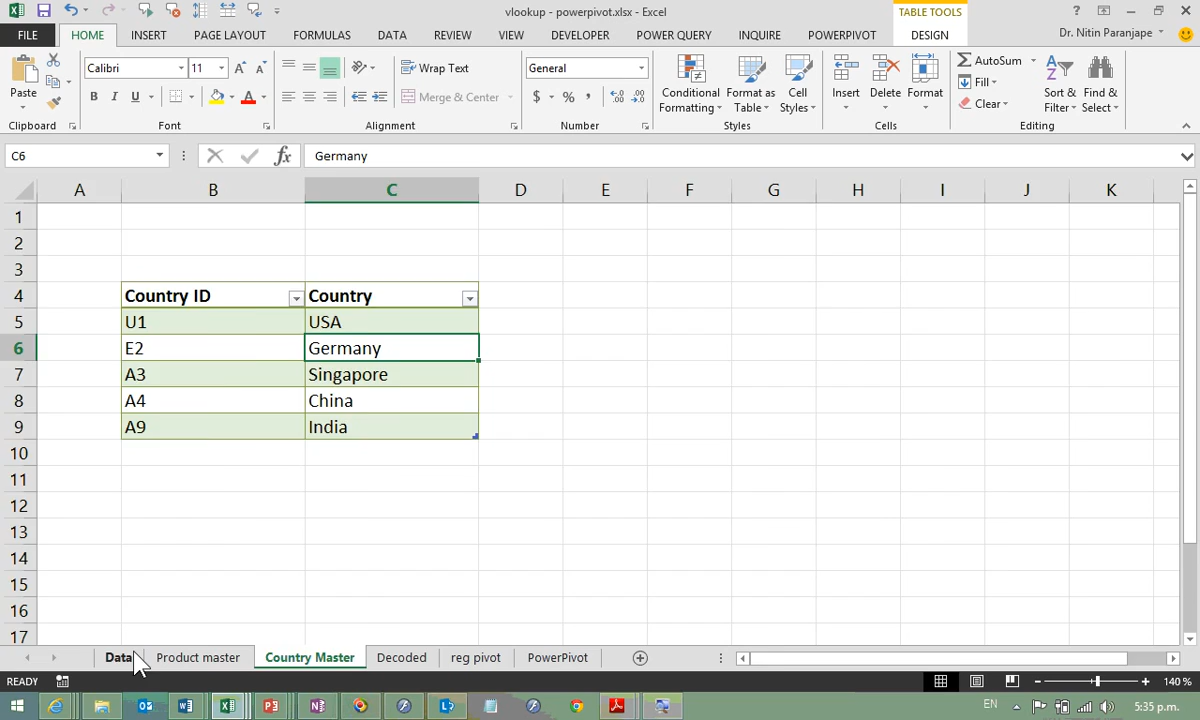 vlookup - powerpivot.xlsx - Excel
TABLE TOOLS
?
FILE HOME INSERT PAGE LAYOUT FORMULAS DATA REVIEW VIEW DEVELOPER POWER QUERY INQUIRE POWERPIVOT DESIGN
Dr. Nitin Paranjape
Paste
Calibri 11
B I U
Wrap Text
Merge & Center
General
$ %
Conditional Formatting
Format as Table
Cell Styles
Insert Delete Format
AutoSum
Fill
Clear
Sort & Filter
Find & Select
Clipboard Font Alignment Number Styles Cells Editing
C6 fx Germany
A B C D E F G H I J K
1
2
3
4 Country ID Country
5 U1 USA
6 E2 Germany
7 A3 Singapore
8 A4 China
9 A9 India
10
11
12
13
14
15
16
17
Data Product master Country Master Decoded reg pivot PowerPivot
READY 140 %
EN 5:35 p.m.